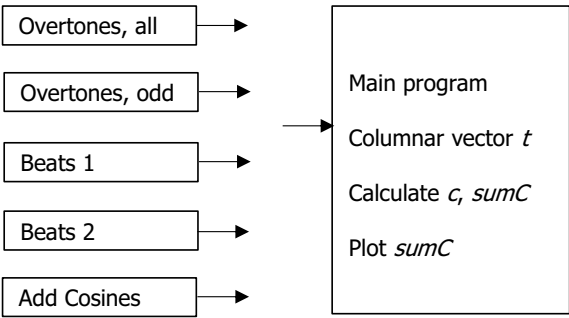 Overtones, all
Overtones, odd
Beats 1
Beats 2
Add Cosines
Main program
Columnar vector t
Calculate c, sumC
Plot sumC